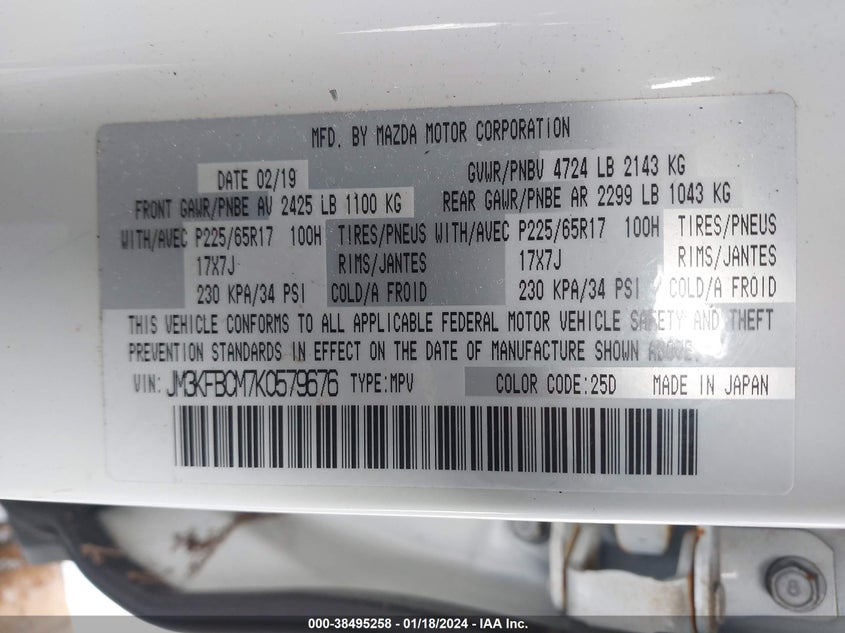 MFD. BY MAZDA MOTOR CORPORATION
DATE 02/19 GVWR/PNBV 4724 LB 2143 KG
FRONT GAWR/PNBE AV 2425 LB 1100 KG REAR GAWR/PNBE AR 2299 LB 1043 KG
WITH/AVEC P225/65R17 100H TIRES/PNEUS WITH/AVEC P225/65R17 100H TIRES/PNEUS
17X7J RIMS/JANTES 17X7J RIMS/JANTES
230 KPA/34 PSI COLD/A FROID 230 KPA/34 PSI COLD/A FROID
THIS VEHICLE CONFORMS TO ALL APPLICABLE FEDERAL MOTOR VEHICLE SAFETY AND THEFT
PREVENTION STANDARDS IN EFFECT ON THE DATE OF MANUFACTURE SHOWN ABOVE.
VIN: JM3KFBCM7K0579676 TYPE:MPV COLOR CODE:25D MADE IN JAPAN
8
000-38495258 - 01/18/2024 - IAA Inc.